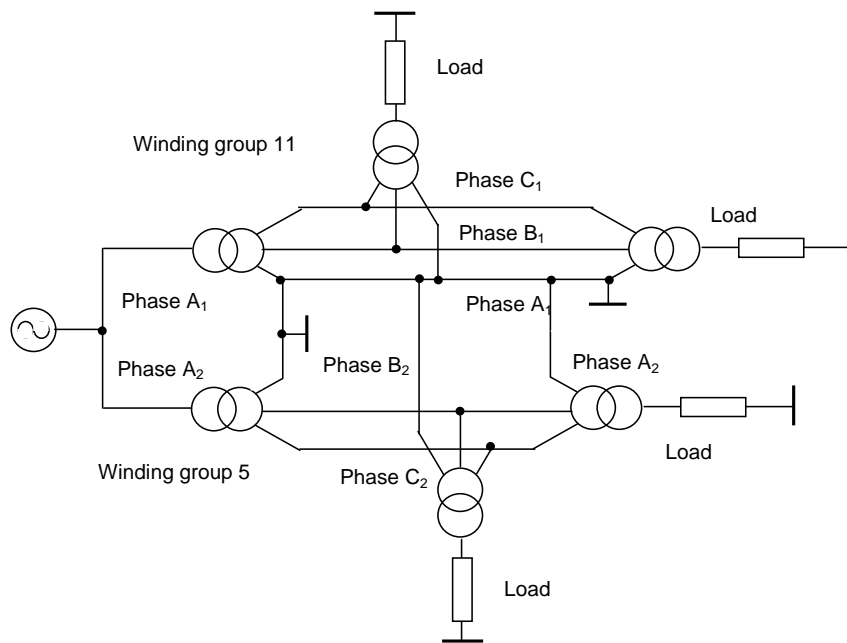 Load
Winding group 11
Phase C₁
Load
Phase B₁
Phase A₁
Phase A₁
Phase B₂
Phase A₂
Phase A₂
Load
Winding group 5
Phase C₂
Load